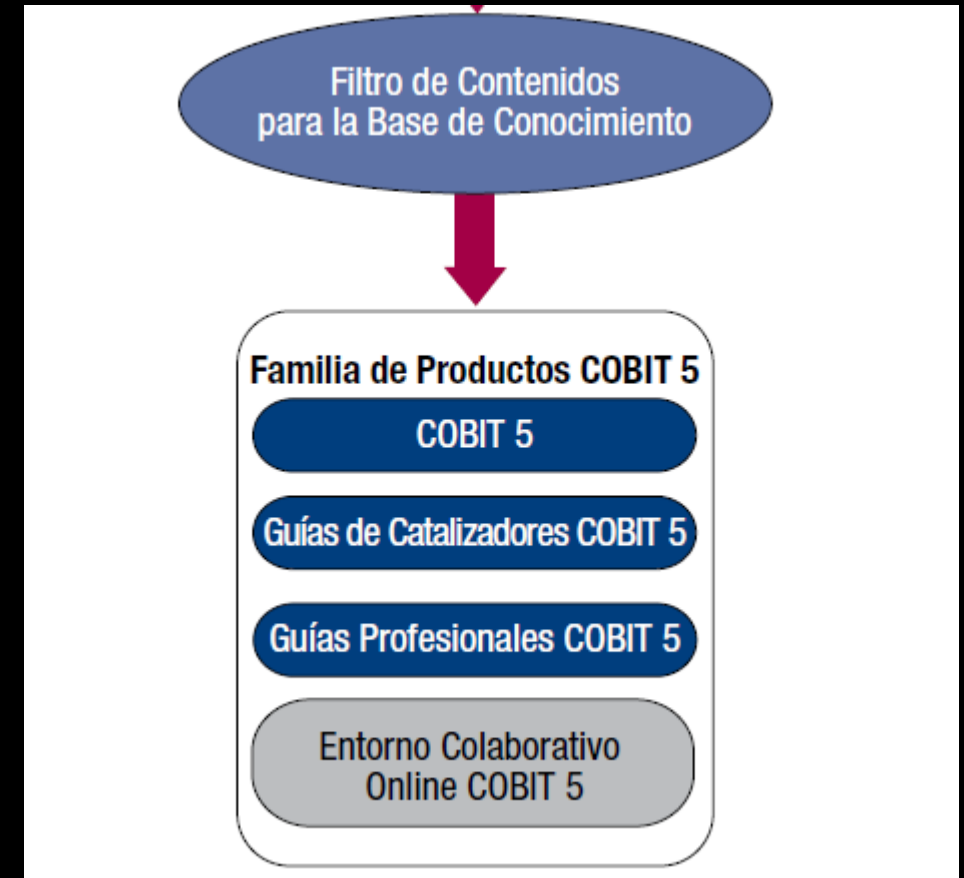 Filtro de Contenidos
para la Base de Conocimiento
Familia de Productos COBIT 5
COBIT 5
Guías de Catalizadores COBIT 5
Guías Profesionales COBIT 5
Entorno Colaborativo
Online COBIT 5